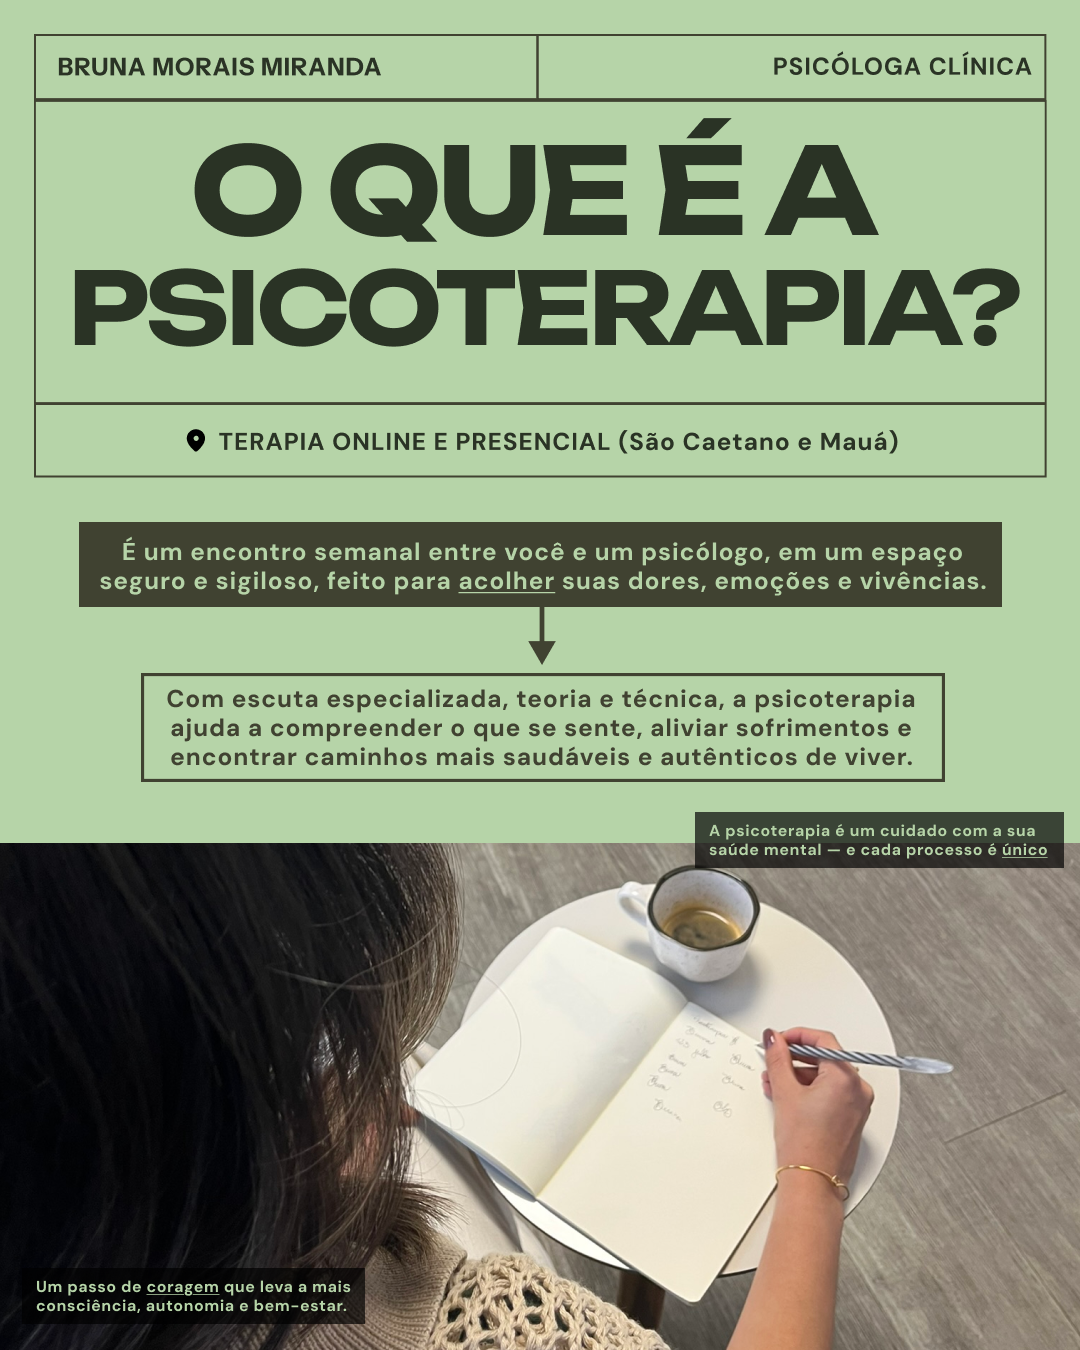 BRUNA MORAIS MIRANDA
PSICÓLOGA CLÍNICA
O QUE É A
PSICOTERAPIA?
TERAPIA ONLINE E PRESENCIAL (São Caetano e Mauá)
É um encontro semanal entre você e um psicólogo, em um espaço
seguro e sigiloso, feito para acolher suas dores, emoções e vivências.
Com escuta especializada, teoria e técnica, a psicoterapia
ajuda a compreender o que se sente, aliviar sofrimentos e
encontrar caminhos mais saudáveis e autênticos de viver.
A psicoterapia é um cuidado com a sua
saúde mental — e cada processo é único
Um passo de coragem que leva a mais
consciência, autonomia e bem-estar.